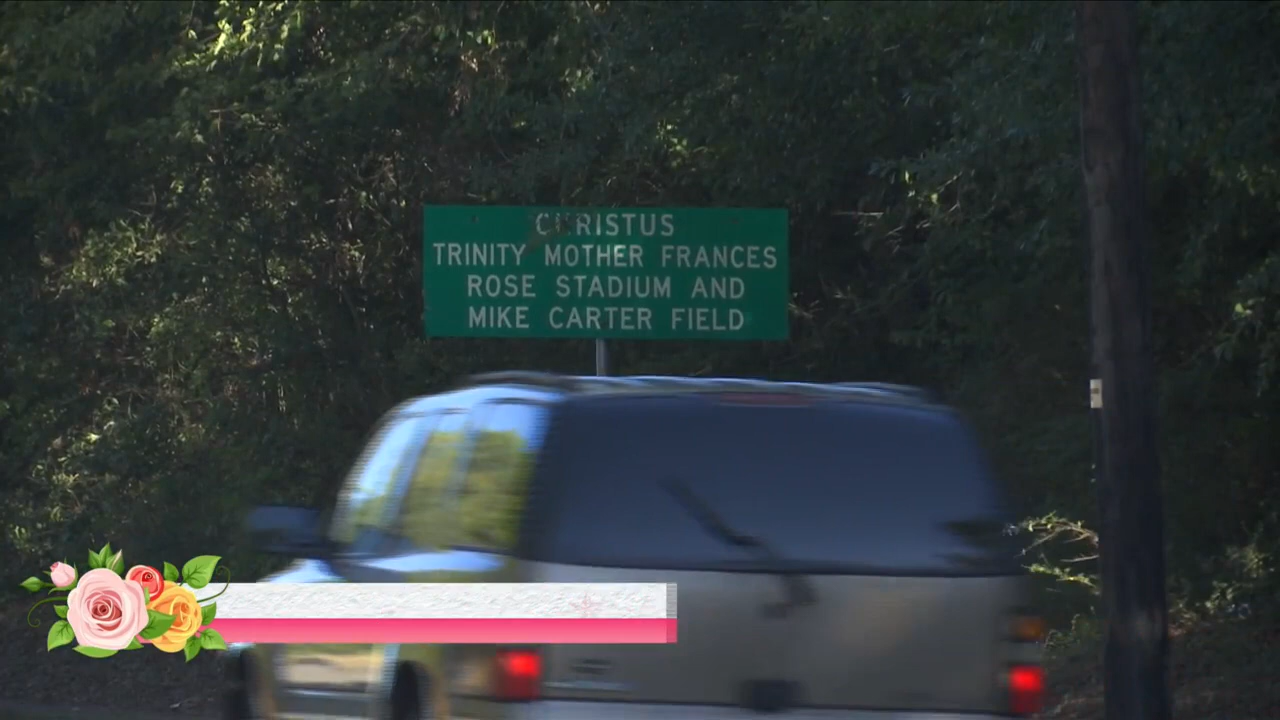 CHRISTUS
TRINITY MOTHER FRANCES
ROSE STADIUM AND
MIKE CARTER FIELD